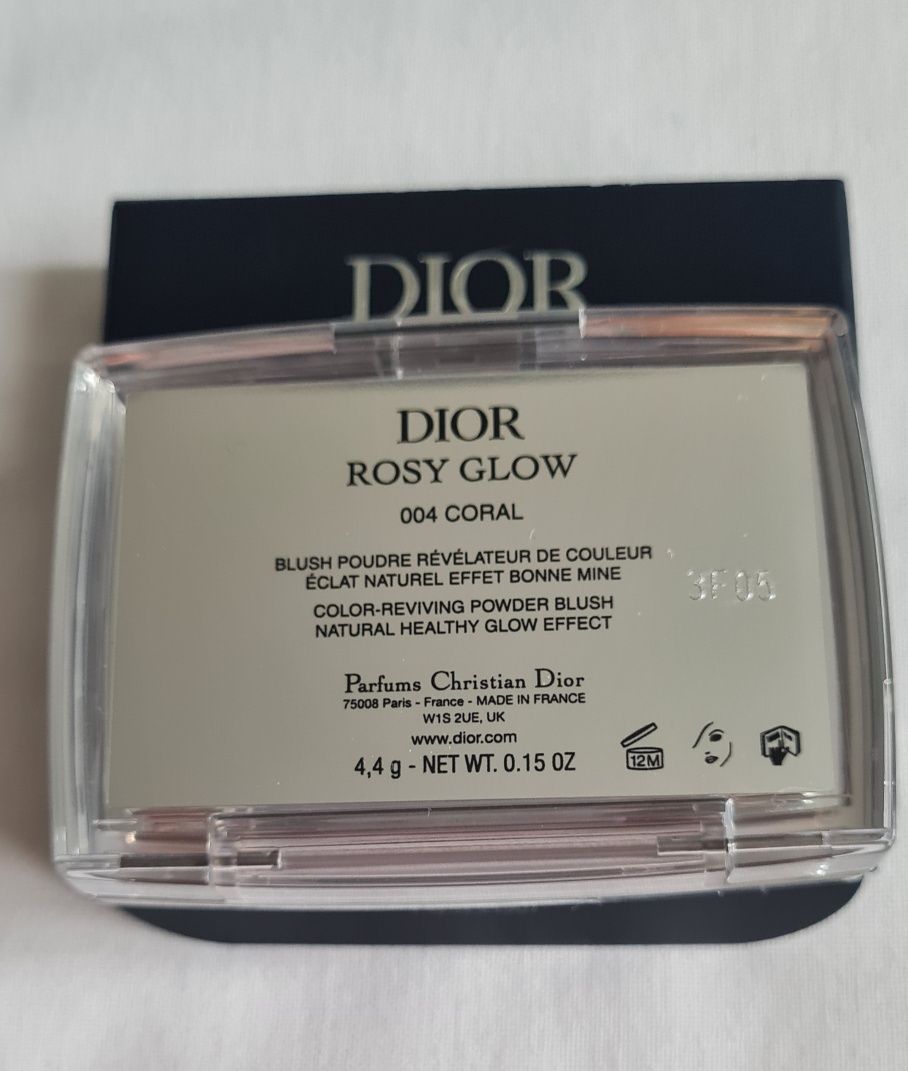 DIOR
DIOR
ROSY GLOW
004 CORAL
BLUSH POUDRE RÉVÉLATEUR DE COULEUR
ÉCLAT NATUREL EFFET BONNE MINE
3F05
COLOR-REVIVING POWDER BLUSH
NATURAL HEALTHY GLOW EFFECT
Parfums Christian Dior
75008 Paris - France - MADE IN FRANCE
W1S 2UE, UK
www.dior.com
4,4 g - NET WT. 0.15 OZ
12M